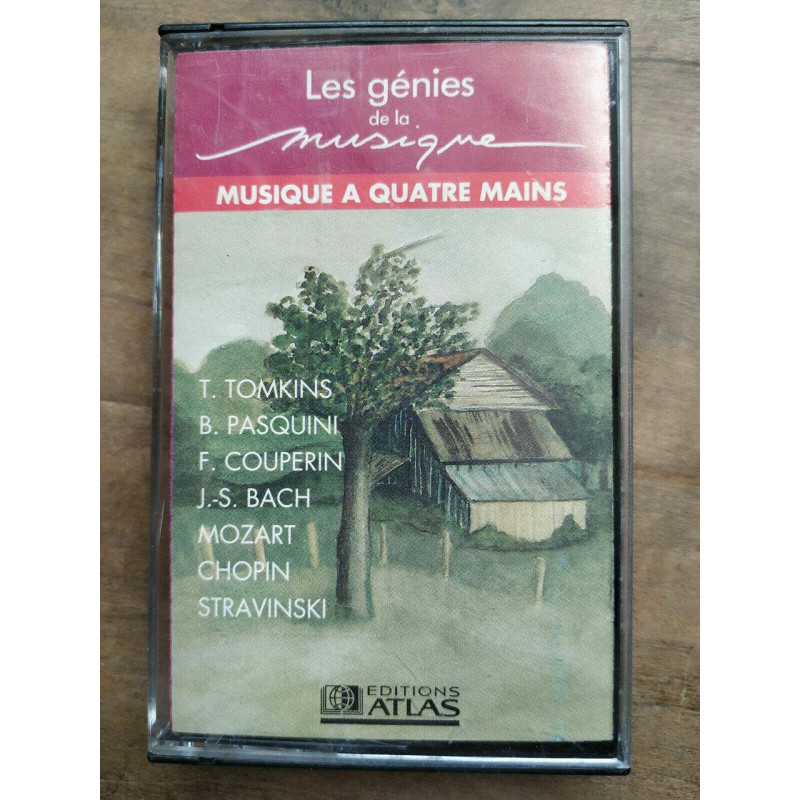 Les génies
de la
musique
MUSIQUE A QUATRE MAINS
T. TOMKINS
B. PASQUINI
F. COUPERIN
J.-S. BACH
MOZART
CHOPIN
STRAVINSKI
EDITIONS
ATLAS